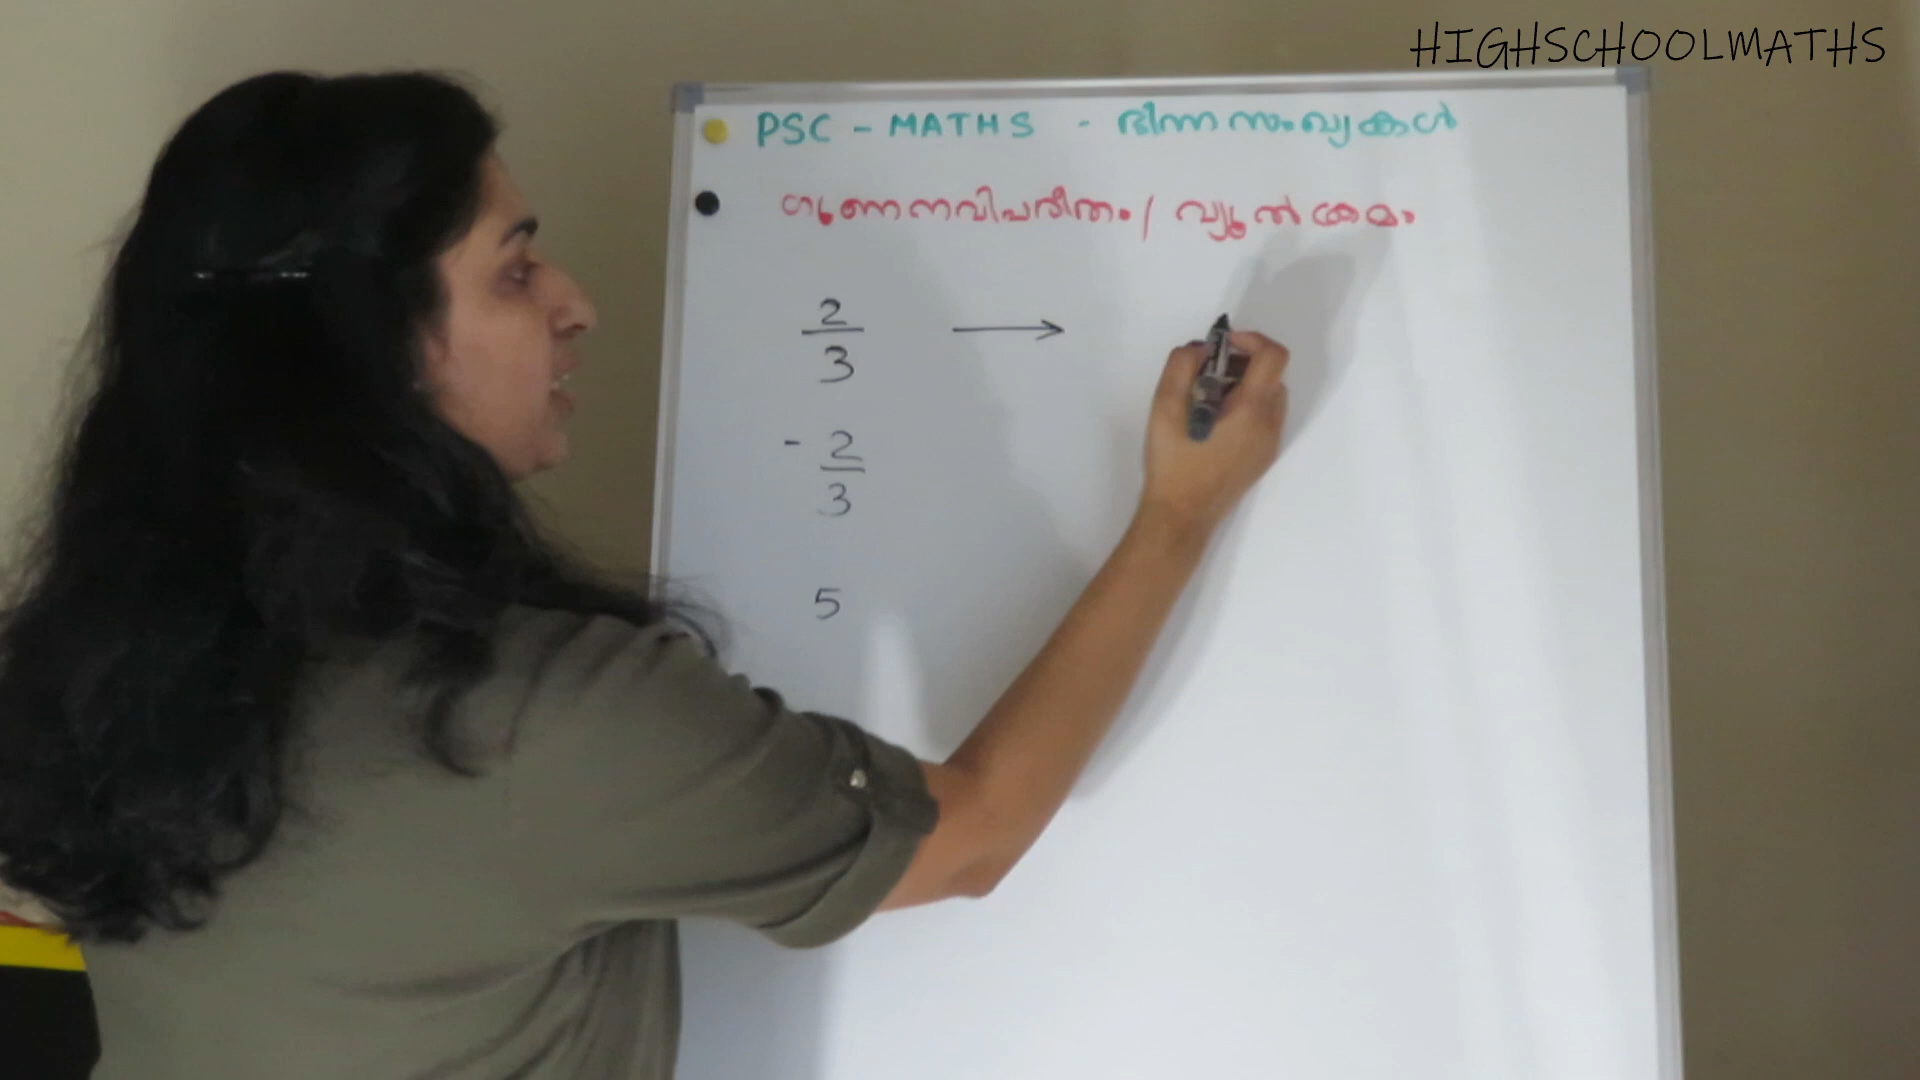 HIGHSCHOOLMATHS
PSC - MATHS - ഭിന്നസംഖ്യകൾ
ഗുണനവിപരീതം / വ്യുൽക്രമം
2/3 →
- 2/3
5